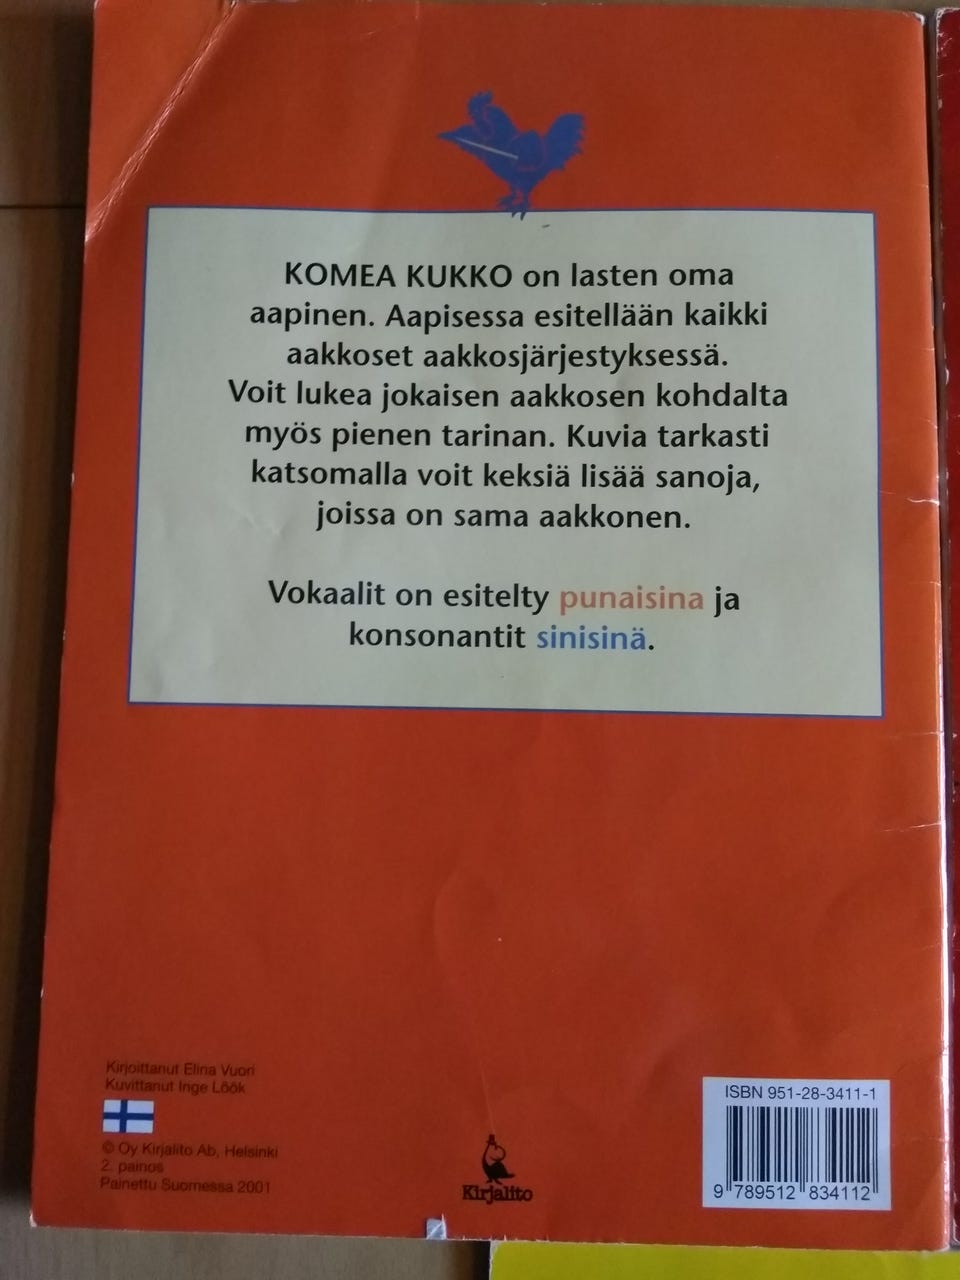 KOMEA KUKKO on lasten oma
aapinen. Aapisessa esitellään kaikki
aakkoset aakkosjärjestyksessä.
Voit lukea jokaisen aakkosen kohdalta
myös pienen tarinan. Kuvia tarkasti
katsomalla voit keksiä lisää sanoja,
joissa on sama aakkonen.
Vokaalit on esitelty punaisina ja
konsonantit sinisinä.
Kirjoittanut Elina Vuori
Kuvittanut Inge Löök
© Oy Kirjalito Ab, Helsinki
2. painos
Painettu Suomessa 2001
Kirjalito
ISBN 951-28-3411-1
9 789512 834112